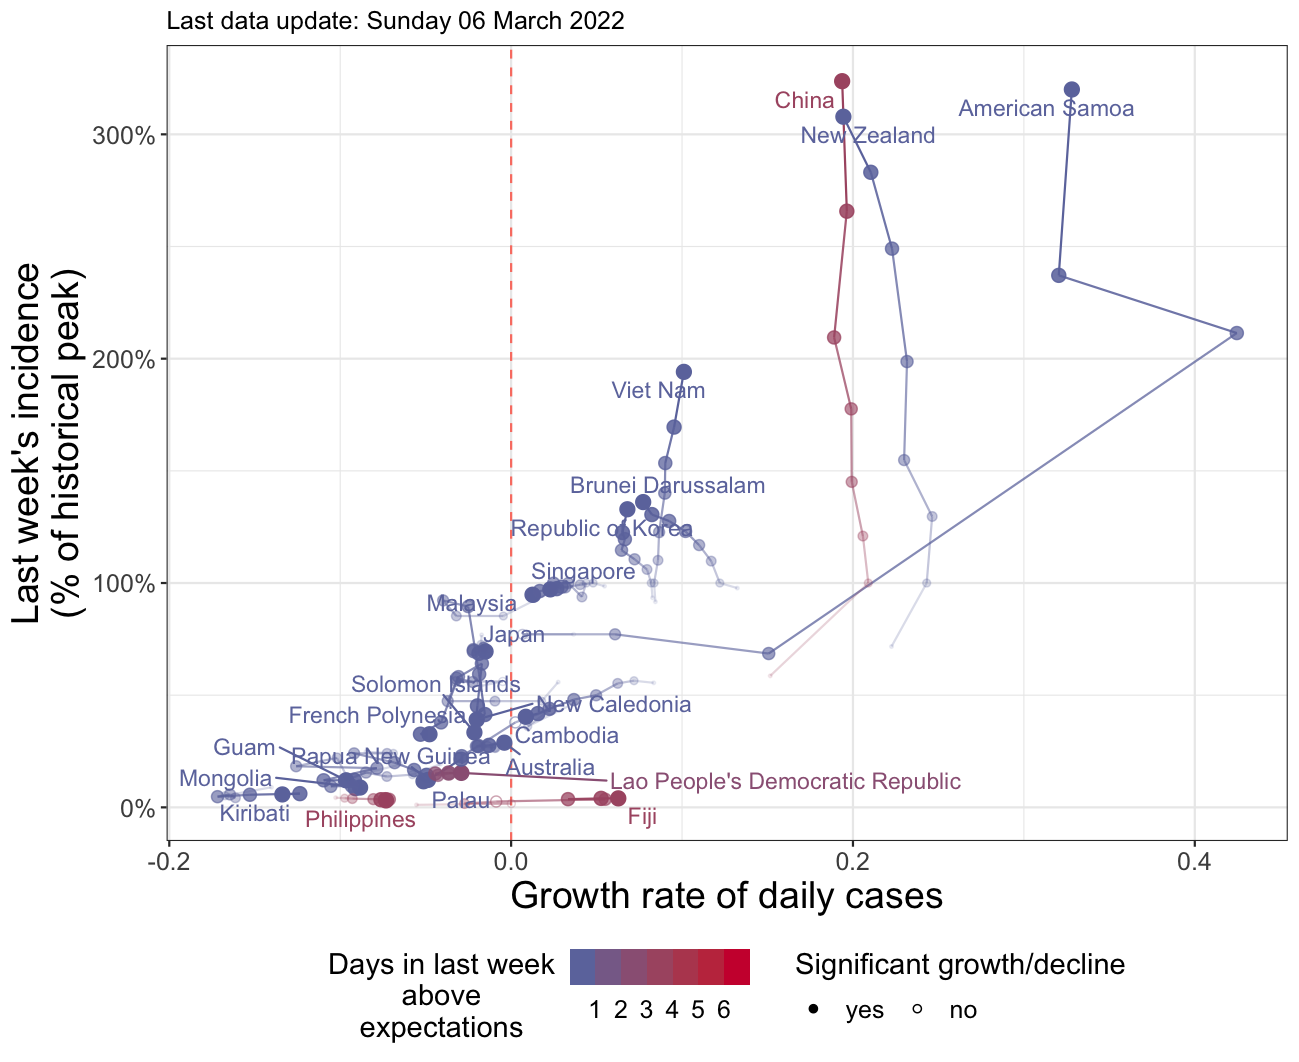 Last data update: Sunday 06 March 2022
Last week's incidence
(% of historical peak)
300%
200%
100%
0%
China
American Samoa
New Zealand
Viet Nam
Brunei Darussalam
Republic of Korea
Singapore
Malaysia
Japan
Solomon Islands
New Caledonia
French Polynesia
Cambodia
Guam
Papua New Guinea
Australia
Mongolia
Lao People's Democratic Republic
Palau
Kiribati
Philippines
Fiji
-0.2
0.0
0.2
0.4
Growth rate of daily cases
Days in last week
above
expectations
1 2 3 4 5 6
Significant growth/decline
yes
no